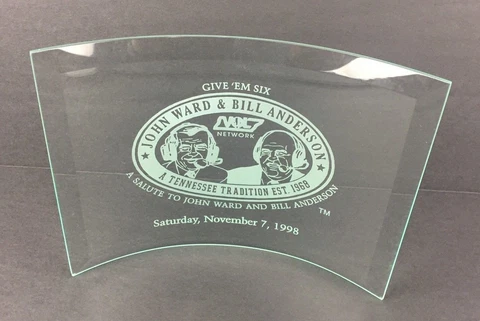 GIVE 'EM SIX
★ JOHN WARD & BILL ANDERSON ★
NETWORK
A TENNESSEE TRADITION EST. 1968
A SALUTE TO JOHN WARD AND BILL ANDERSON
TM
Saturday, November 7, 1998